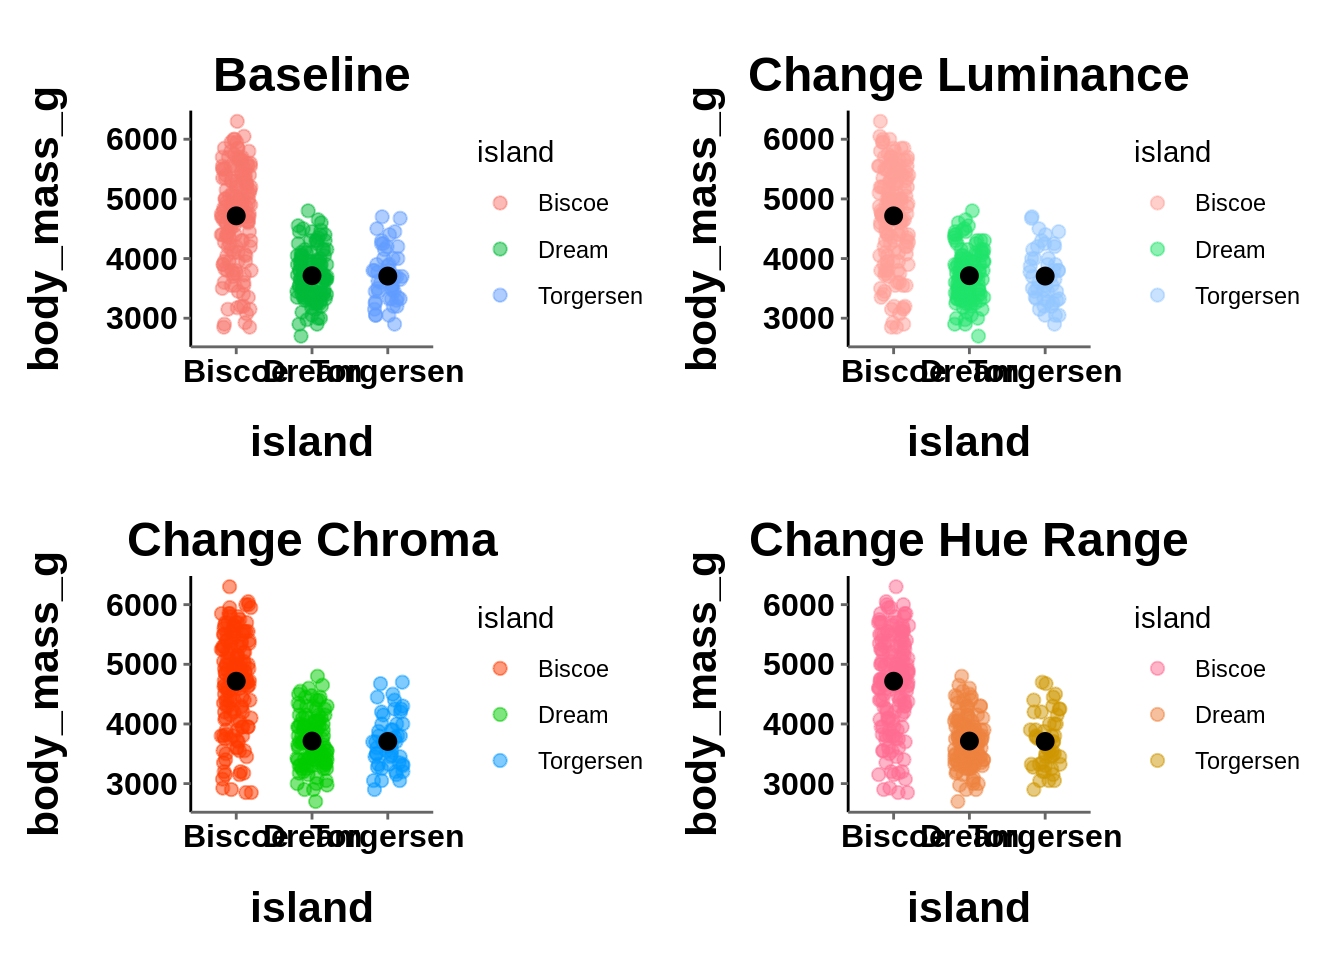 Baseline
body_mass_g
6000
5000
4000
3000
Biscoe Dream Torgersen
island
island
Biscoe
Dream
Torgersen
Change Luminance
body_mass_g
6000
5000
4000
3000
Biscoe Dream Torgersen
island
island
Biscoe
Dream
Torgersen
Change Chroma
body_mass_g
6000
5000
4000
3000
Biscoe Dream Torgersen
island
island
Biscoe
Dream
Torgersen
Change Hue Range
body_mass_g
6000
5000
4000
3000
Biscoe Dream Torgersen
island
island
Biscoe
Dream
Torgersen